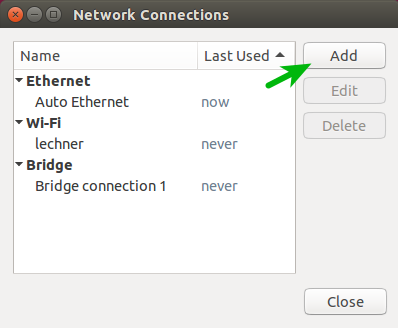 Network Connections
Name Last Used
Add
Ethernet
Auto Ethernet now
Edit
Wi-Fi
Delete
lechner never
Bridge
Bridge connection 1 never
Close